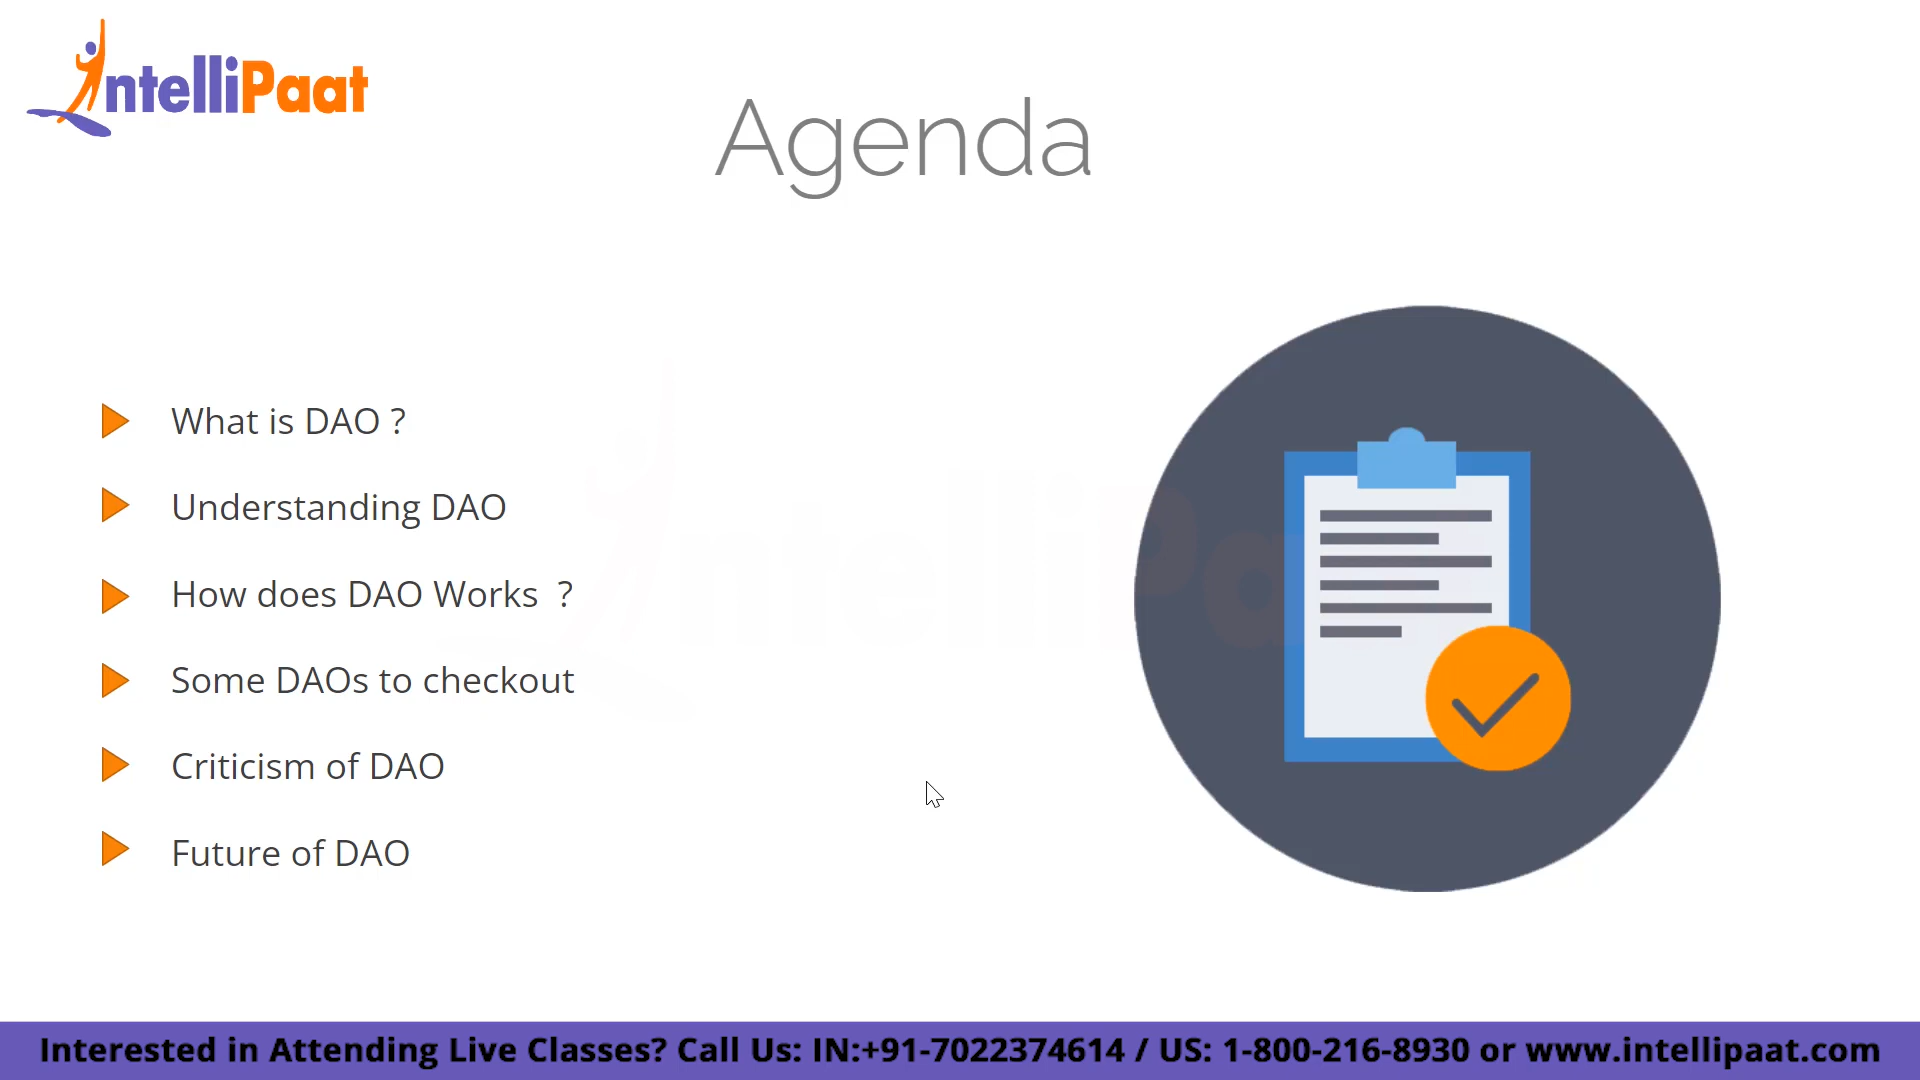 IntelliPaat
Agenda
What is DAO ?
Understanding DAO
How does DAO Works ?
Some DAOs to checkout
Criticism of DAO
Future of DAO
Interested in Attending Live Classes? Call Us: IN:+91-7022374614 / US: 1-800-216-8930 or www.intellipaat.com